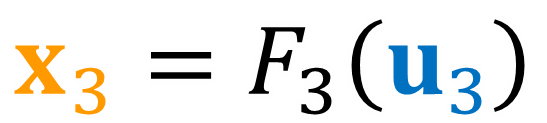 x₃ = F₃(u₃)